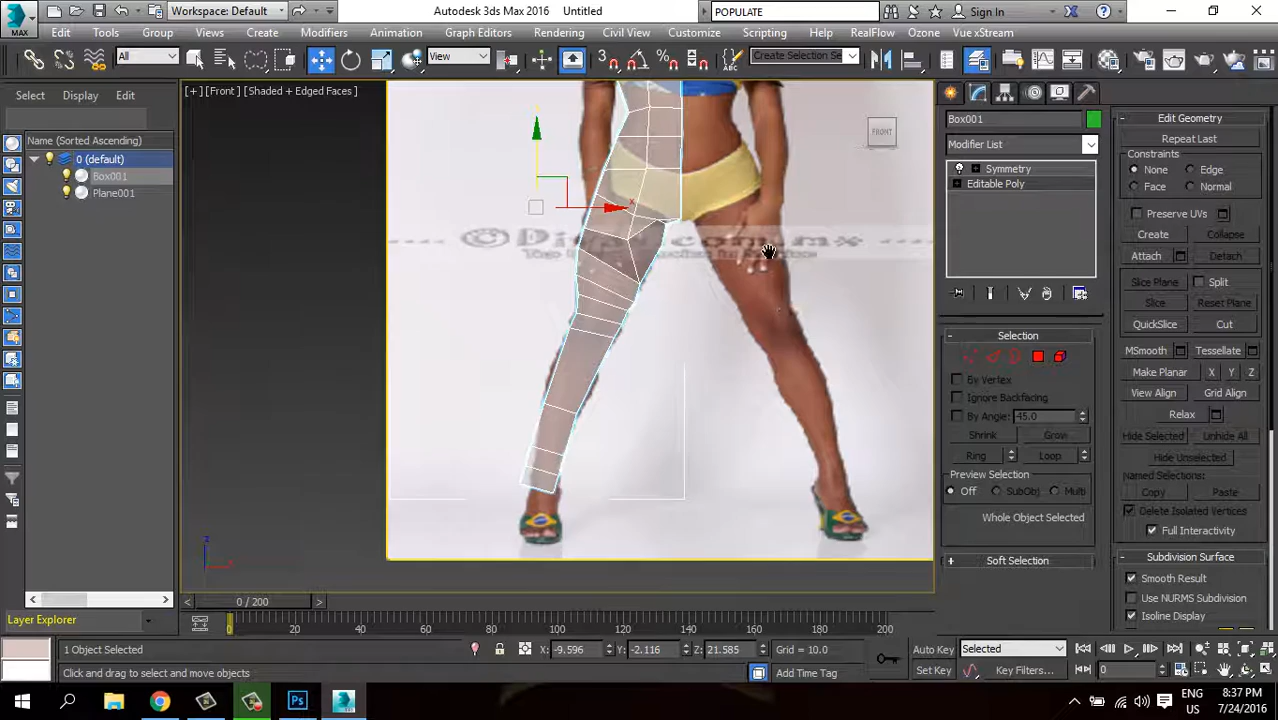 Workspace: Default
Autodesk 3ds Max 2016 Untitled
POPULATE
Sign In
MAX
Edit Tools Group Views Create Modifiers Animation Graph Editors Rendering Civil View Customize Scripting Help RealFlow Ozone Vue xStream
All
View
Create Selection Se
Select Display Edit
Name (Sorted Ascending)
0 (default)
Box001
Plane001
[+] [Front] [Shaded + Edged Faces]
FRONT
Box001
Modifier List
Symmetry
Editable Poly
Selection
By Vertex
Ignore Backfacing
By Angle: 45.0
Shrink Grow
Ring Loop
Preview Selection
Off SubObj Multi
Whole Object Selected
Soft Selection
Edit Geometry
Repeat Last
Constraints
None Edge
Face Normal
Preserve UVs
Create Collapse
Attach Detach
Slice Plane Split
Slice Reset Plane
QuickSlice Cut
MSmooth Tessellate
Make Planar X Y Z
View Align Grid Align
Relax
Hide Selected Unhide All
Hide Unselected
Named Selections:
Copy Paste
Delete Isolated Vertices
Full Interactivity
Subdivision Surface
Smooth Result
Use NURMS Subdivision
Isoline Display
0 / 200
Layer Explorer
0 20 40 60 80 100 120 140 160 180 200
1 Object Selected
X: -9.596 Y: -2.116 Z: 21.585 Grid = 10.0
Click and drag to select and move objects
Add Time Tag
Auto Key Selected
Set Key Key Filters...
0
ENG
US
8:37 PM
7/24/2016